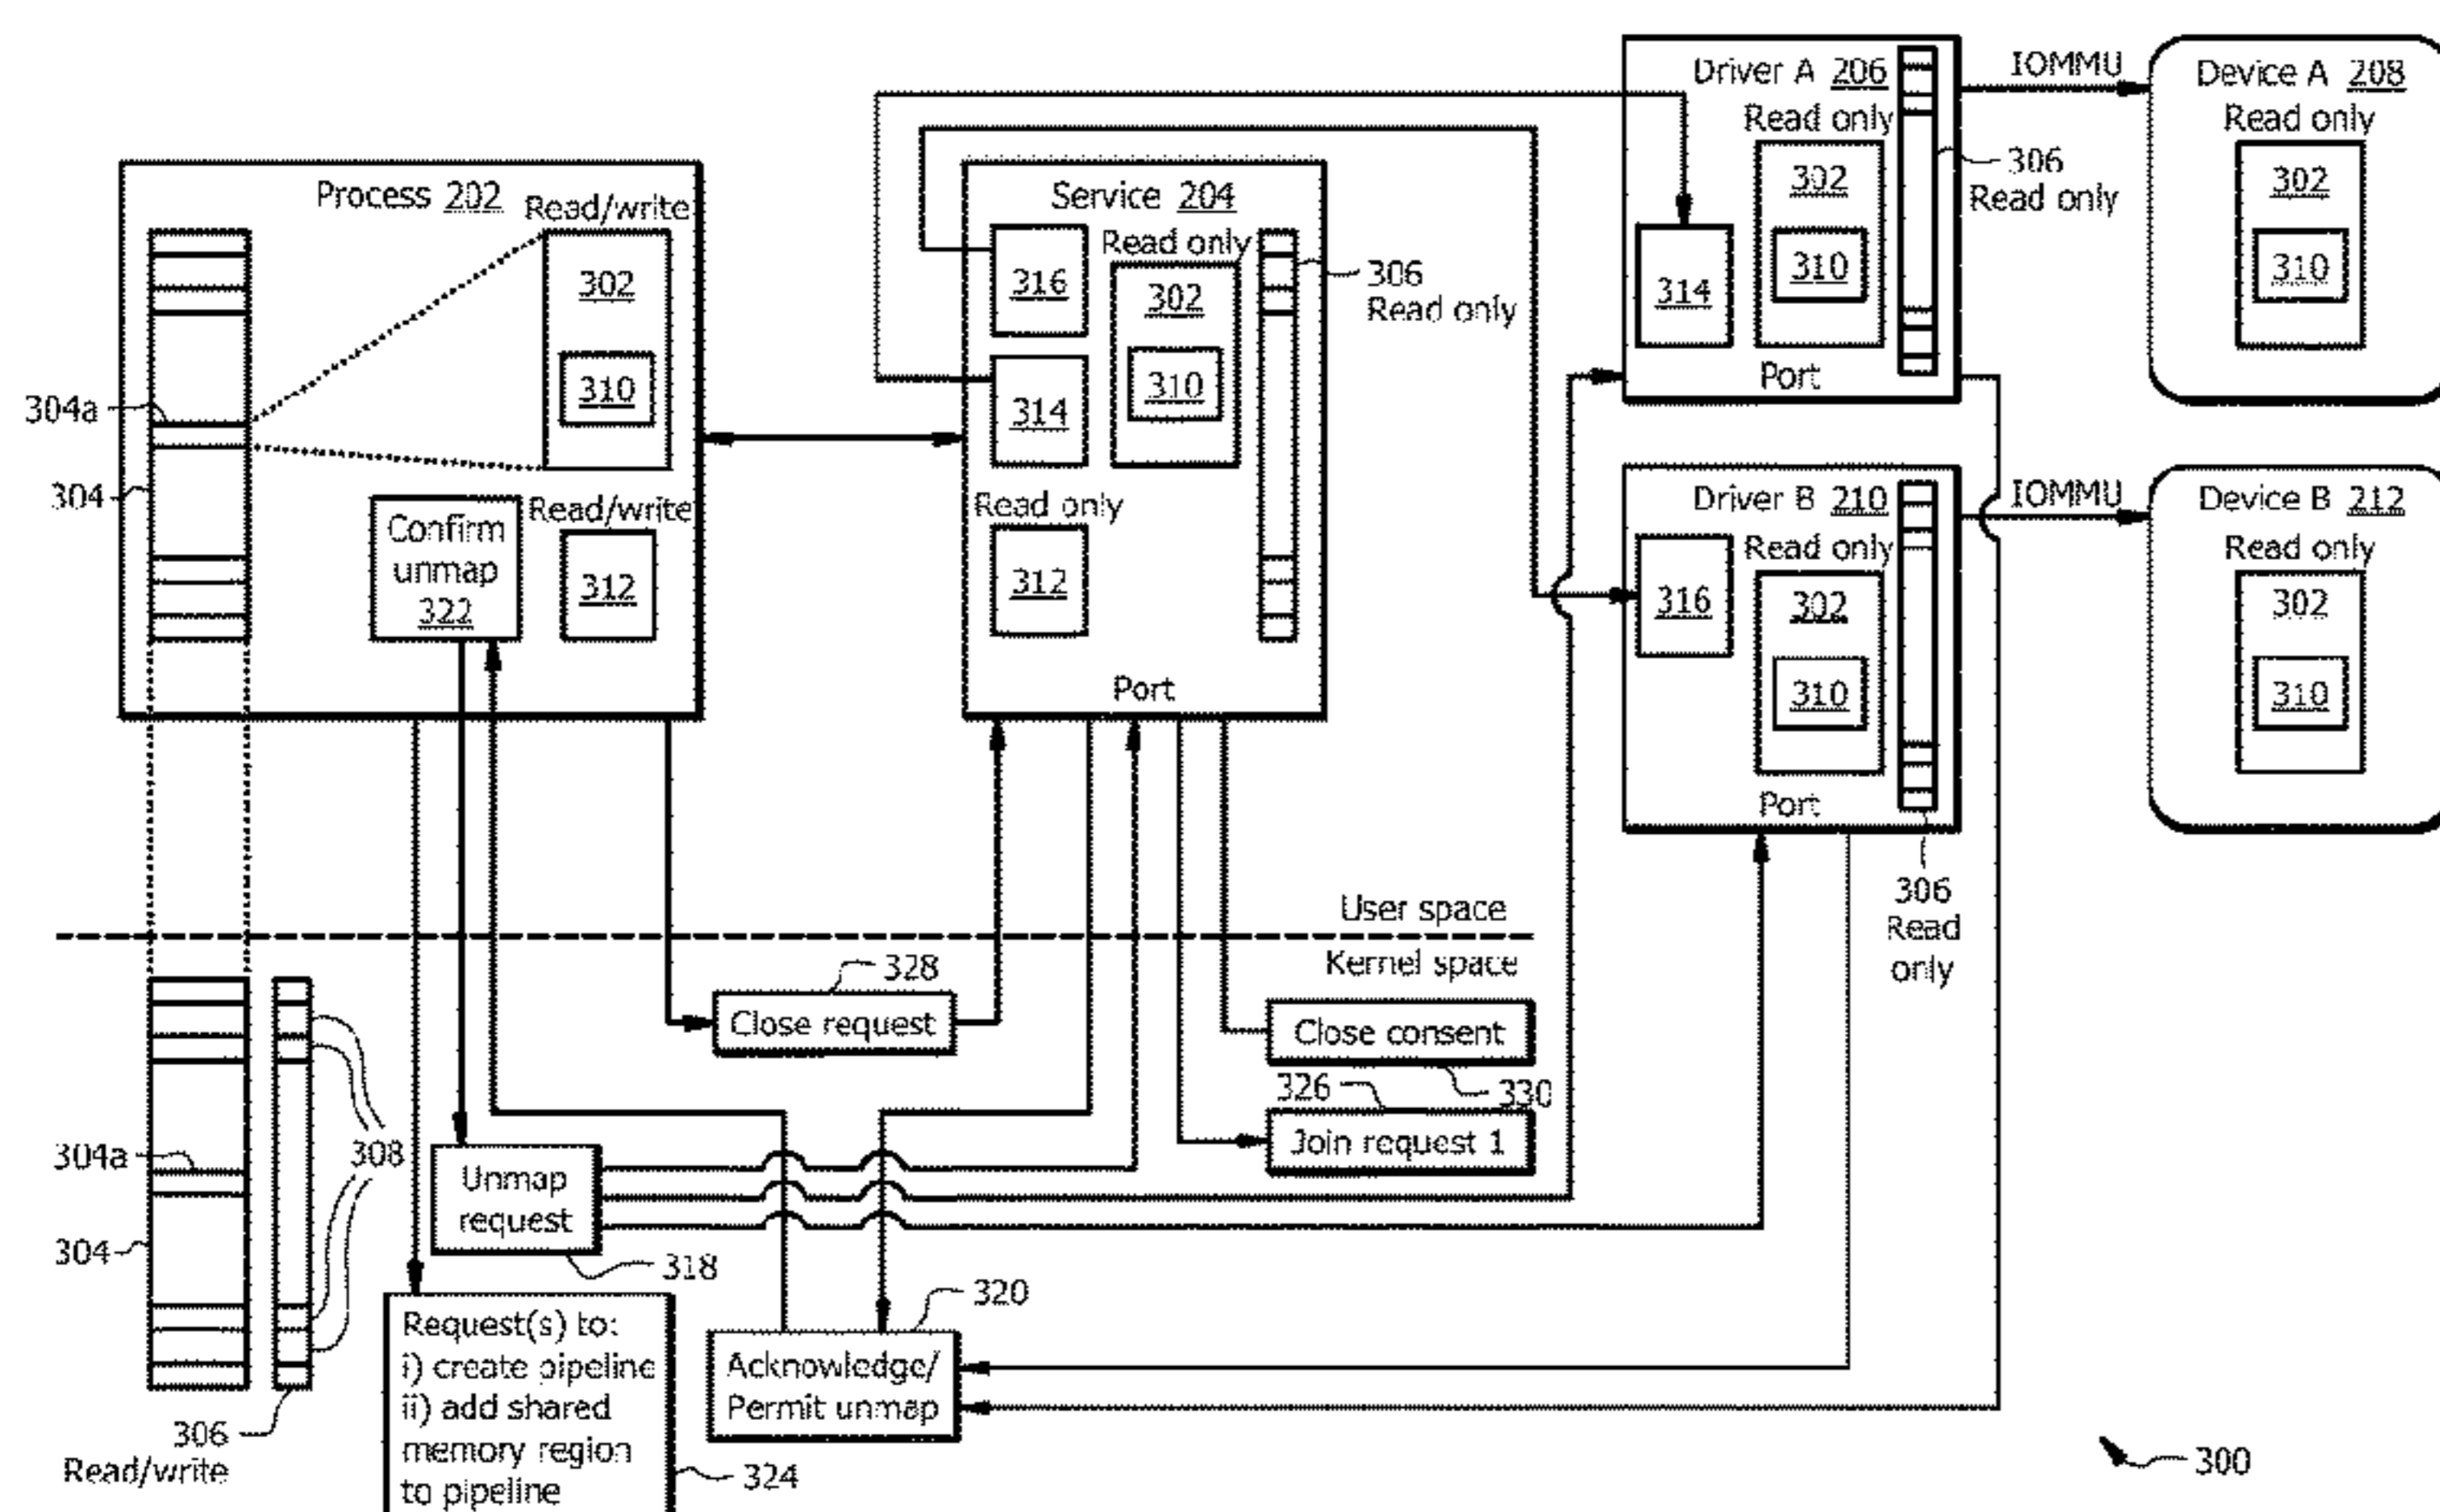 Process 202
Read/write
302
310
304a
304
Confirm
unmap
322
Read/write
312
Service 204
316
Read only
302
310
314
306
Read only
Read only
312
Port
Driver A 206
Read only
302
310
314
Port
306
Read only
IOMMU
Device A 208
Read only
302
310
Driver B 210
Read only
316
302
310
Port
306
Read
only
IOMMU
Device B 212
Read only
302
310
User space
Kernel space
328
Close request
Close consent
330
326
Join request 1
308
304a
304
306
Read/write
Unmap
request
318
320
Acknowledge/
Permit unmap
Request(s) to:
i) create pipeline
ii) add shared
memory region
to pipeline
324
300